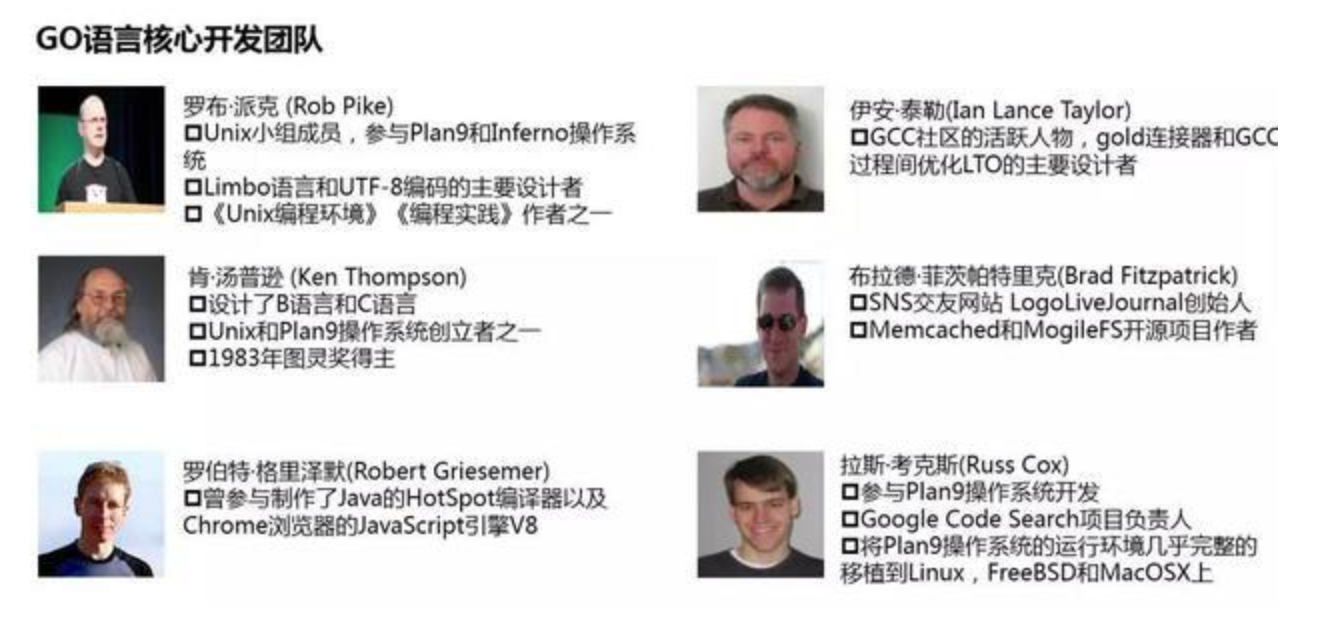 GO语言核心开发团队
罗布·派克 (Rob Pike)
Unix小组成员，参与Plan9和Inferno操作系
统
Limbo语言和UTF-8编码的主要设计者
《Unix编程环境》《编程实践》作者之一
肯·汤普逊 (Ken Thompson)
设计了B语言和C语言
Unix和Plan9操作系统创立者之一
1983年图灵奖得主
罗伯特·格里泽默(Robert Griesemer)
曾参与制作了Java的HotSpot编译器以及
Chrome浏览器的JavaScript引擎V8
伊安·泰勒(Ian Lance Taylor)
GCC社区的活跃人物，gold连接器和GCC
过程间优化LTO的主要设计者
布拉德·菲茨帕特里克(Brad Fitzpatrick)
SNS交友网站 LogoLiveJournal创始人
Memcached和MogileFS开源项目作者
拉斯·考克斯(Russ Cox)
参与Plan9操作系统开发
Google Code Search项目负责人
将Plan9操作系统的运行环境几乎完整的
移植到Linux，FreeBSD和MacOSX上